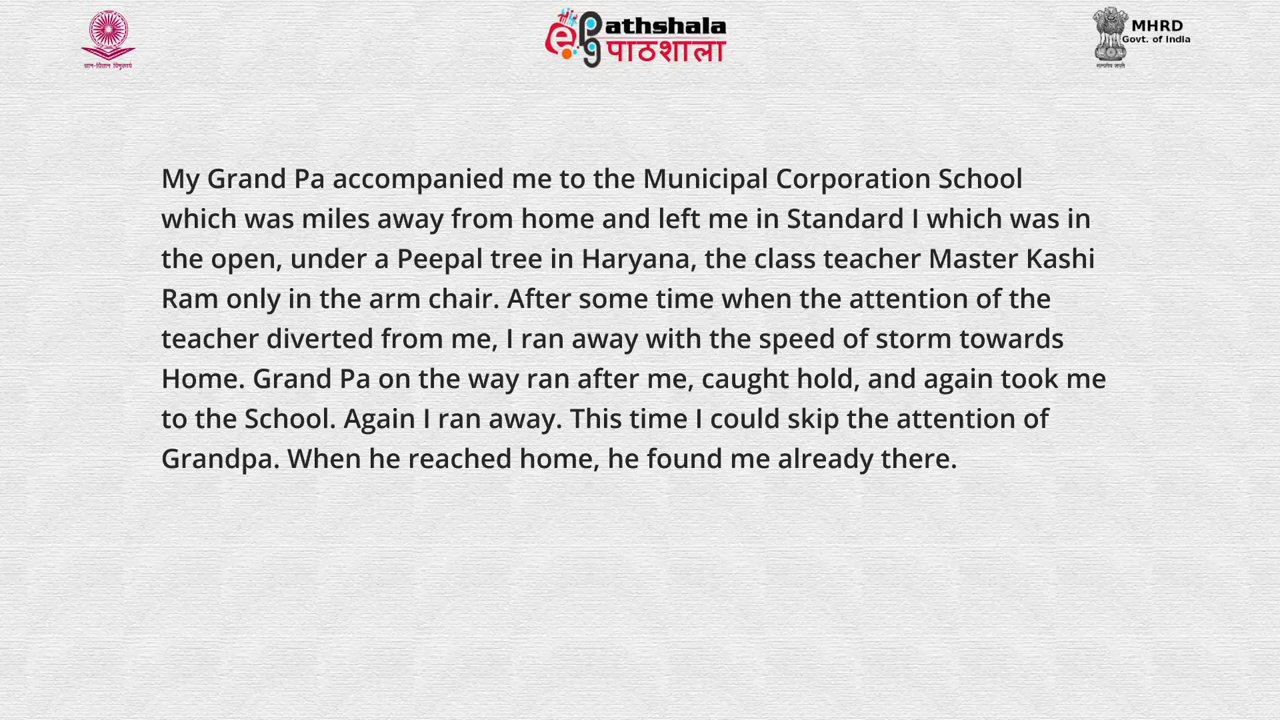 ज्ञान-विज्ञान विमुक्तये
ePG Pathshala
पाठशाला
MHRD
Govt. of India
सत्यमेव जयते
My Grand Pa accompanied me to the Municipal Corporation School
which was miles away from home and left me in Standard I which was in
the open, under a Peepal tree in Haryana, the class teacher Master Kashi
Ram only in the arm chair. After some time when the attention of the
teacher diverted from me, I ran away with the speed of storm towards
Home. Grand Pa on the way ran after me, caught hold, and again took me
to the School. Again I ran away. This time I could skip the attention of
Grandpa. When he reached home, he found me already there.